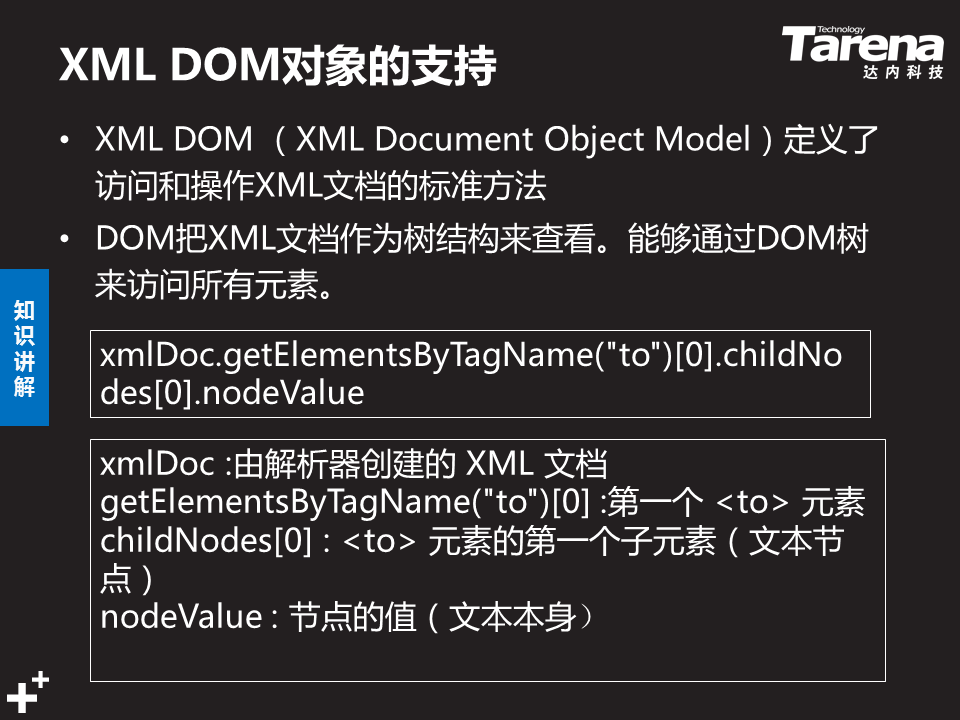 XML DOM对象的支持
Technology
Tarena
达内科技
• XML DOM （XML Document Object Model）定义了
访问和操作XML文档的标准方法
• DOM把XML文档作为树结构来查看。能够通过DOM树
来访问所有元素。
知
识
讲
解
xmlDoc.getElementsByTagName("to")[0].childNo
des[0].nodeValue
xmlDoc :由解析器创建的 XML 文档
getElementsByTagName("to")[0] :第一个 <to> 元素
childNodes[0] : <to> 元素的第一个子元素（文本节
点）
nodeValue : 节点的值（文本本身）